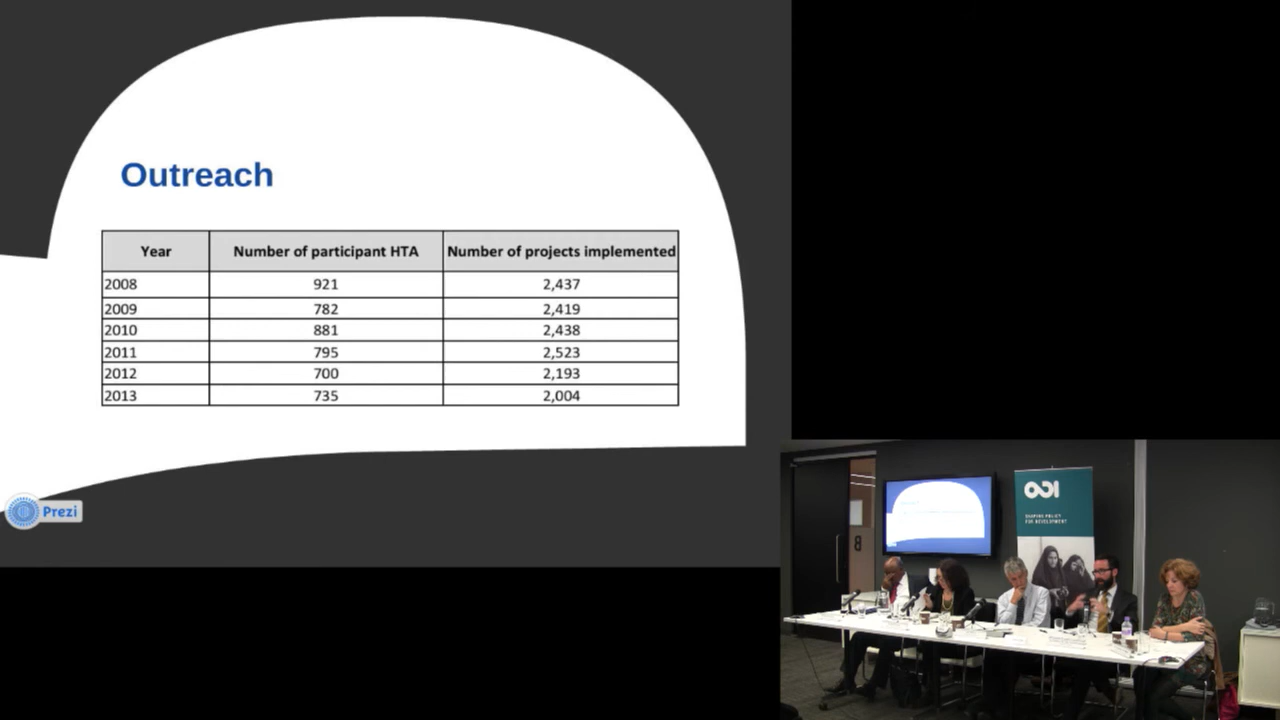 Outreach
Year Number of participant HTA Number of projects implemented
2008 921 2,437
2009 782 2,419
2010 881 2,438
2011 795 2,523
2012 700 2,193
2013 735 2,004
Prezi
ODI
SHAPING POLICY
FOR DEVELOPMENT
B